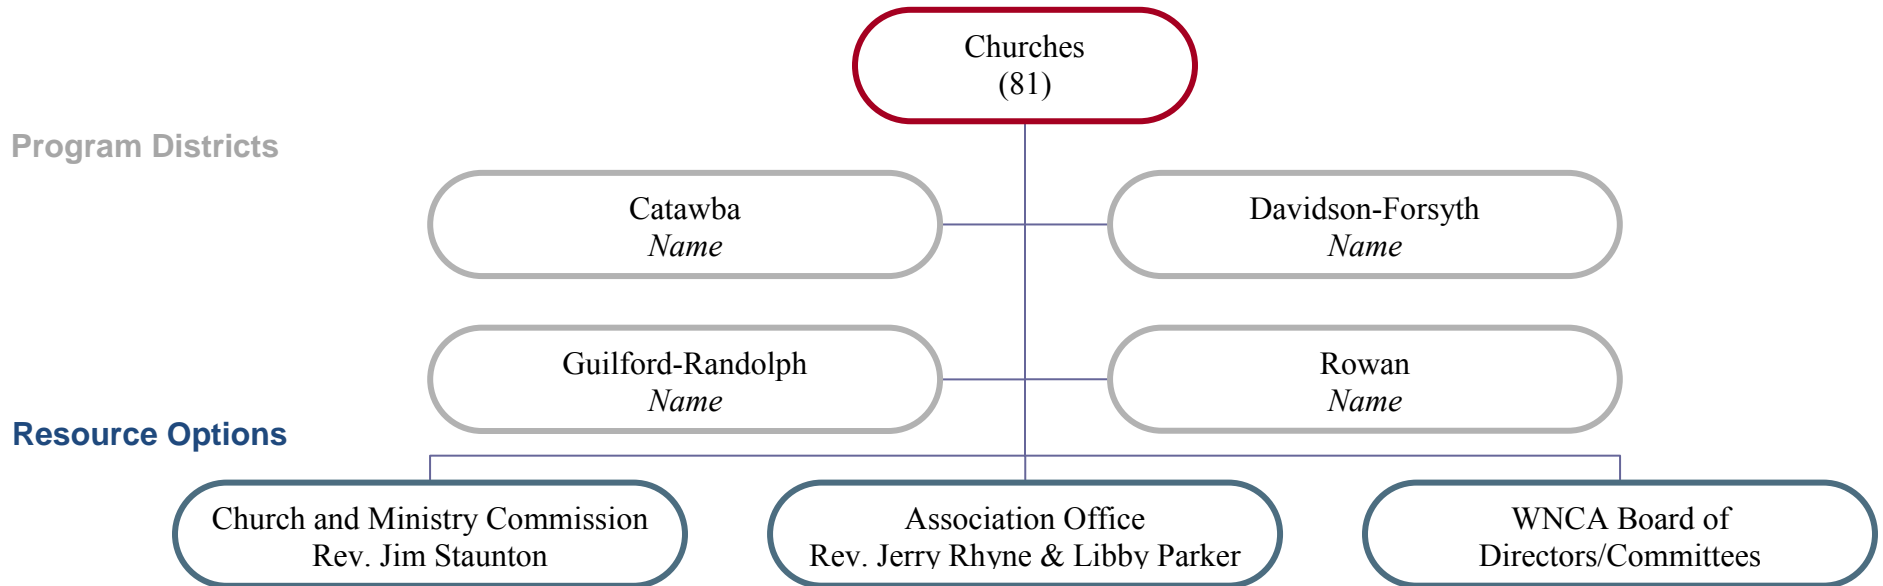 Churches
(81)
Program Districts
Catawba
Name
Davidson-Forsyth
Name
Guilford-Randolph
Name
Rowan
Name
Resource Options
Church and Ministry Commission
Rev. Jim Staunton
Association Office
Rev. Jerry Rhyne & Libby Parker
WNCA Board of
Directors/Committees